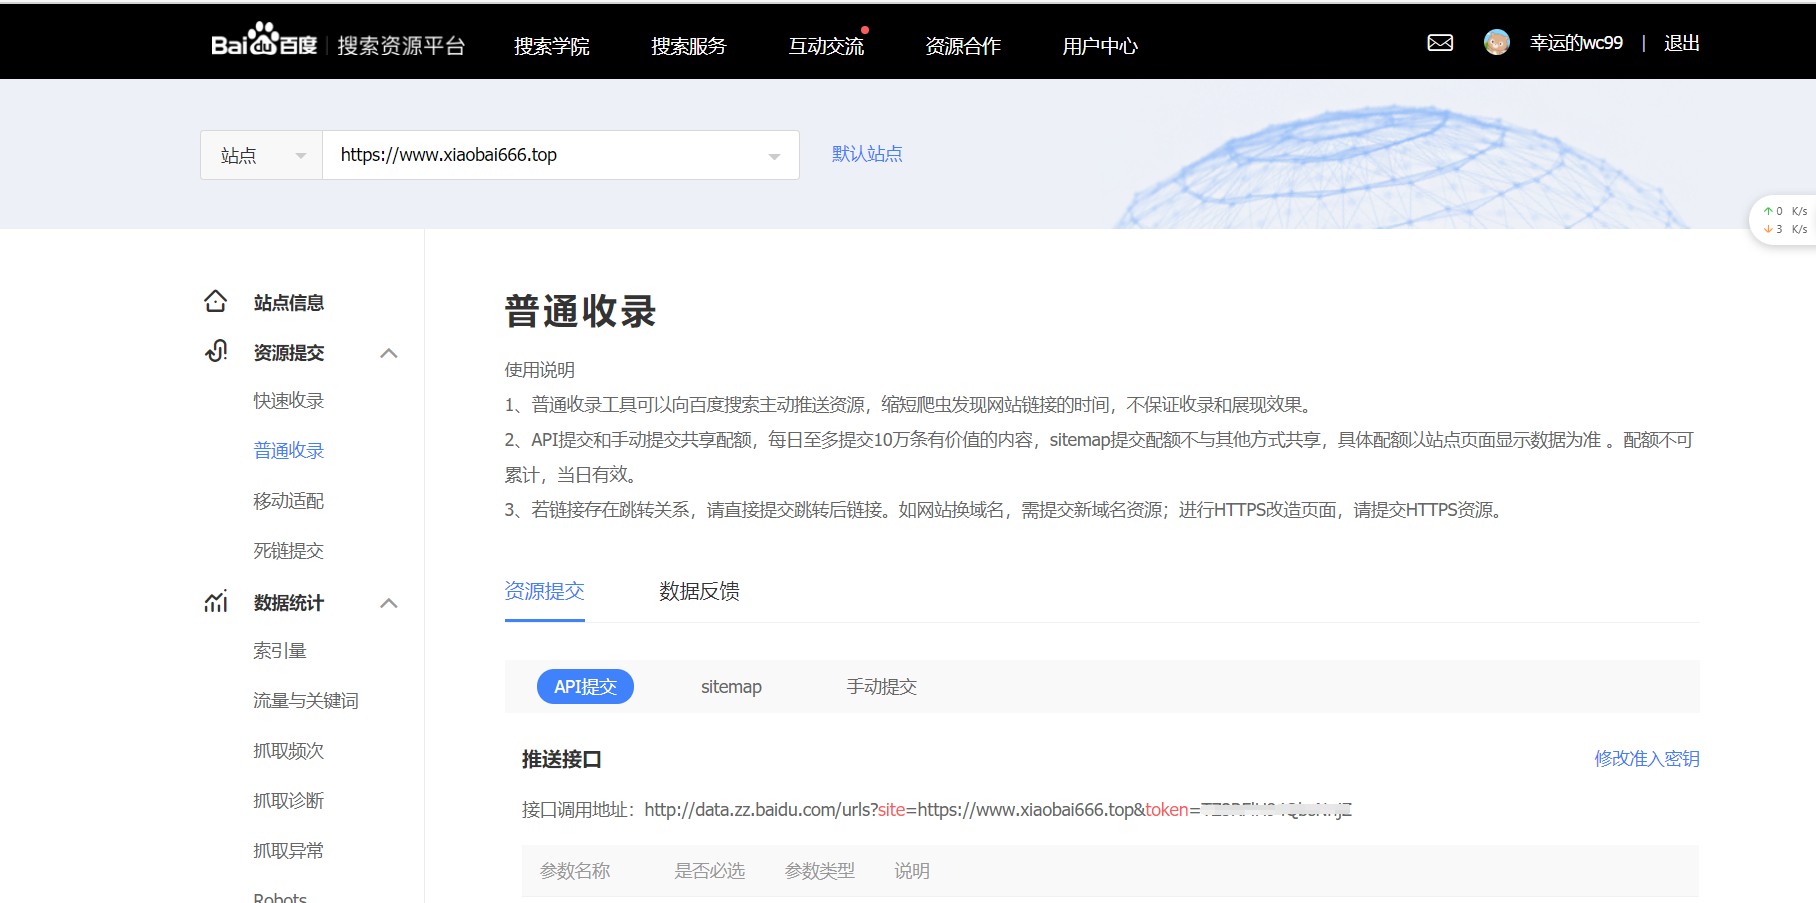 Bai百度 搜索资源平台 搜索学院 搜索服务 互动交流 资源合作 用户中心 幸运的wc99 | 退出
站点 https://www.xiaobai666.top 默认站点
↑ 0 K/s
↓ 3 K/s
站点信息
资源提交
快速收录
普通收录
移动适配
死链提交
数据统计
索引量
流量与关键词
抓取频次
抓取诊断
抓取异常
Robots
普通收录
使用说明
1、普通收录工具可以向百度搜索主动推送资源，缩短爬虫发现网站链接的时间，不保证收录和展现效果。
2、API提交和手动提交共享配额，每日至多提交10万条有价值的内容，sitemap提交配额不与其他方式共享，具体配额以站点页面显示数据为准 。配额不可
累计，当日有效。
3、若链接存在跳转关系，请直接提交跳转后链接。如网站换域名，需提交新域名资源；进行HTTPS改造页面，请提交HTTPS资源。
资源提交 数据反馈
API提交 sitemap 手动提交
推送接口 修改准入密钥
接口调用地址：http://data.zz.baidu.com/urls?site=https://www.xiaobai666.top&token=
参数名称 是否必选 参数类型 说明